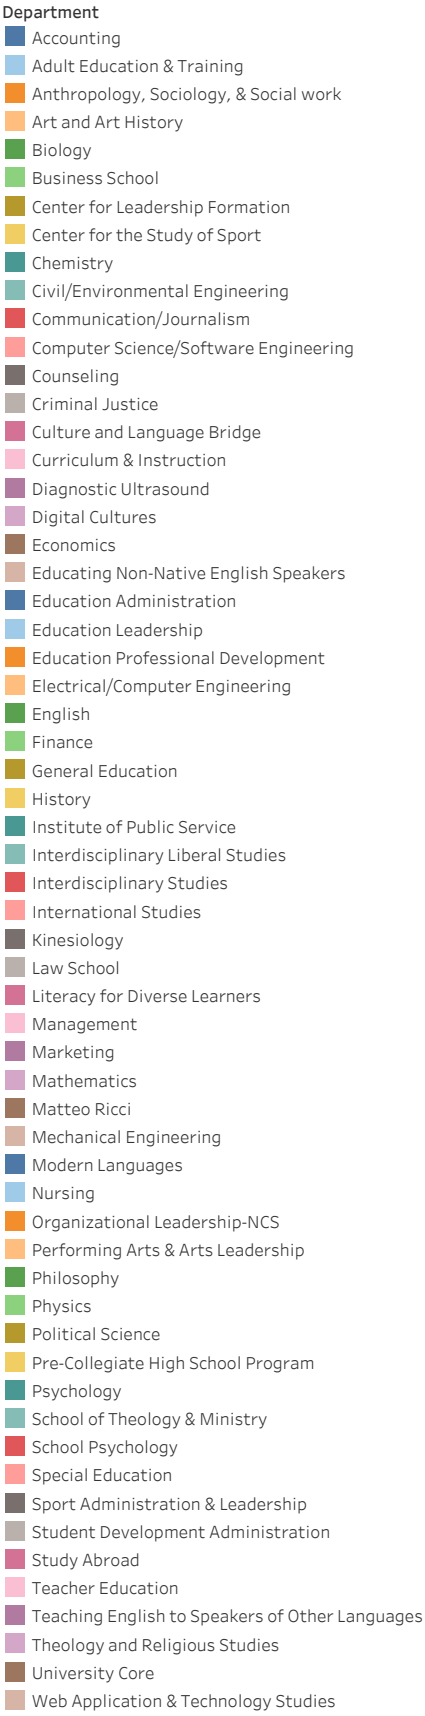 Department
Accounting
Adult Education & Training
Anthropology, Sociology, & Social work
Art and Art History
Biology
Business School
Center for Leadership Formation
Center for the Study of Sport
Chemistry
Civil/Environmental Engineering
Communication/Journalism
Computer Science/Software Engineering
Counseling
Criminal Justice
Culture and Language Bridge
Curriculum & Instruction
Diagnostic Ultrasound
Digital Cultures
Economics
Educating Non-Native English Speakers
Education Administration
Education Leadership
Education Professional Development
Electrical/Computer Engineering
English
Finance
General Education
History
Institute of Public Service
Interdisciplinary Liberal Studies
Interdisciplinary Studies
International Studies
Kinesiology
Law School
Literacy for Diverse Learners
Management
Marketing
Mathematics
Matteo Ricci
Mechanical Engineering
Modern Languages
Nursing
Organizational Leadership-NCS
Performing Arts & Arts Leadership
Philosophy
Physics
Political Science
Pre-Collegiate High School Program
Psychology
School of Theology & Ministry
School Psychology
Special Education
Sport Administration & Leadership
Student Development Administration
Study Abroad
Teacher Education
Teaching English to Speakers of Other Languages
Theology and Religious Studies
University Core
Web Application & Technology Studies